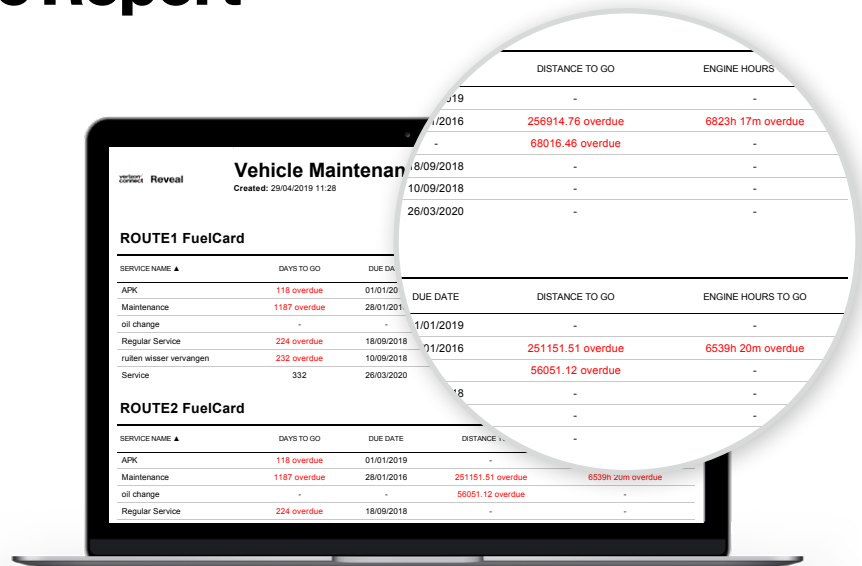 Report
verizon connect Reveal
Vehicle Maintenan
Created: 29/04/2019 11:28
ROUTE1 FuelCard
SERVICE NAME ▲ DAYS TO GO DUE DA
APK 118 overdue 01/01/20
Maintenance 1187 overdue 28/01/201
oil change - -
Regular Service 224 overdue 18/09/2018
ruiten wisser vervangen 232 overdue 10/09/2018
Service 332 26/03/2020
ROUTE2 FuelCard
SERVICE NAME ▲ DAYS TO GO DUE DATE DISTANCE T
APK 118 overdue 01/01/2019 -
Maintenance 1187 overdue 28/01/2016 251151.51 overdue 6539h 20m overdue
oil change - - 56051.12 overdue -
Regular Service 224 overdue 18/09/2018 - -
DISTANCE TO GO ENGINE HOURS
019 - -
1/2016 256914.76 overdue 6823h 17m overdue
- 68016.46 overdue -
18/09/2018 - -
10/09/2018 - -
26/03/2020 - -
DUE DATE DISTANCE TO GO ENGINE HOURS TO GO
1/01/2019 - -
01/2016 251151.51 overdue 6539h 20m overdue
56051.12 overdue -
18 - -
- -
-